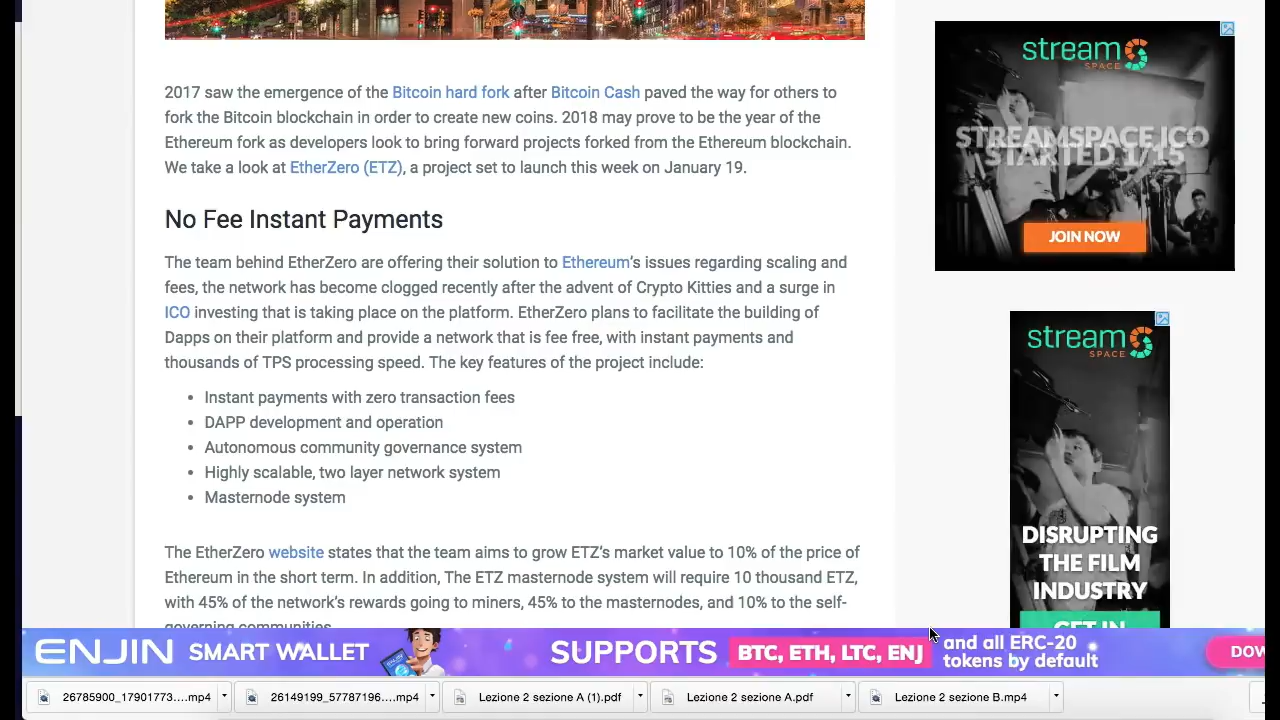 2017 saw the emergence of the Bitcoin hard fork after Bitcoin Cash paved the way for others to
fork the Bitcoin blockchain in order to create new coins. 2018 may prove to be the year of the
Ethereum fork as developers look to bring forward projects forked from the Ethereum blockchain.
We take a look at EtherZero (ETZ), a project set to launch this week on January 19.
No Fee Instant Payments
The team behind EtherZero are offering their solution to Ethereum's issues regarding scaling and
fees, the network has become clogged recently after the advent of Crypto Kitties and a surge in
ICO investing that is taking place on the platform. EtherZero plans to facilitate the building of
Dapps on their platform and provide a network that is fee free, with instant payments and
thousands of TPS processing speed. The key features of the project include:
• Instant payments with zero transaction fees
• DAPP development and operation
• Autonomous community governance system
• Highly scalable, two layer network system
• Masternode system
The EtherZero website states that the team aims to grow ETZ's market value to 10% of the price of
Ethereum in the short term. In addition, The ETZ masternode system will require 10 thousand ETZ,
with 45% of the network's rewards going to miners, 45% to the masternodes, and 10% to the self-
governing communities.
stream
SPACE
STREAMSPACE ICO
STARTED 1/15
JOIN NOW
stream
SPACE
DISRUPTING
THE FILM
INDUSTRY
GET IN
ENJIN SMART WALLET
SUPPORTS BTC, ETH, LTC, ENJ
and all ERC-20
tokens by default
DOW
26785900_17901773....mp4
26149199_57787196....mp4
Lezione 2 sezione A (1).pdf
Lezione 2 sezione A.pdf
Lezione 2 sezione B.mp4